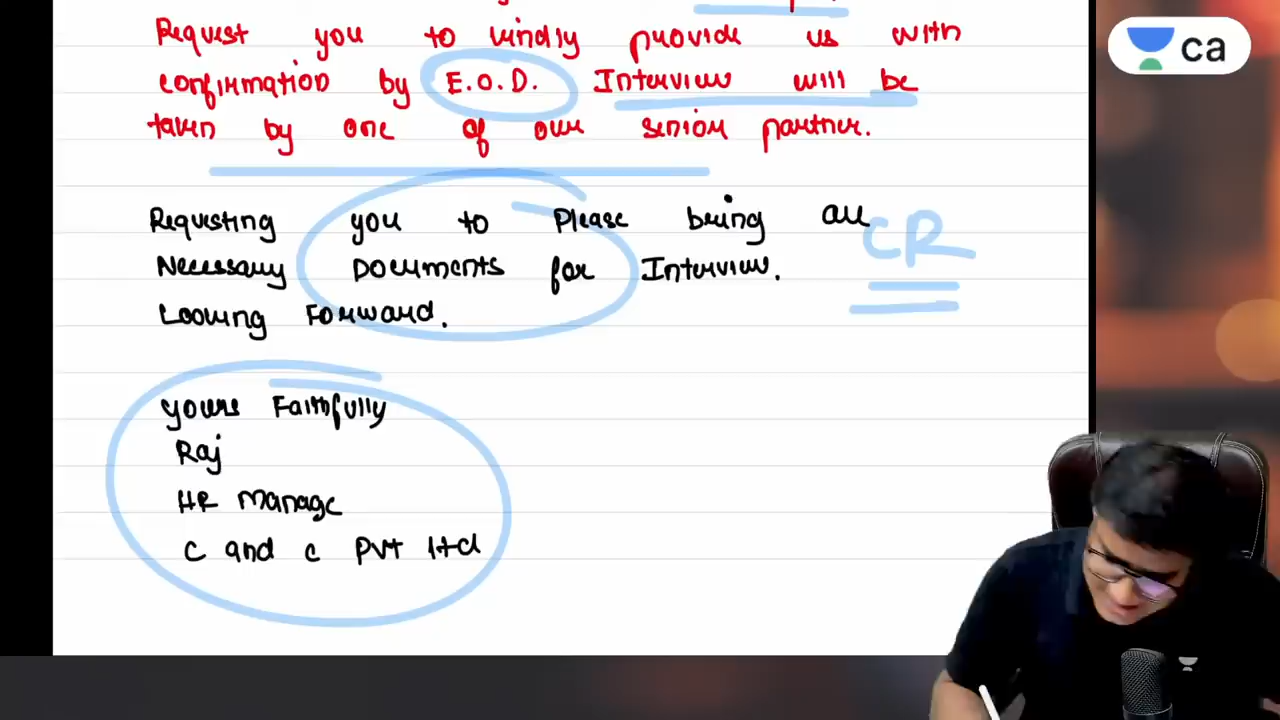 Request you to kindly provide us with
confirmation by E.O.D. Interview will be
taken by one of our senior partner.
Requesting you to Please being all
Necessary Documents for Interview.
Looking Forward.
CR
yours Faithfully
Raj
HR Manage
C and c Pvt ltd
ca